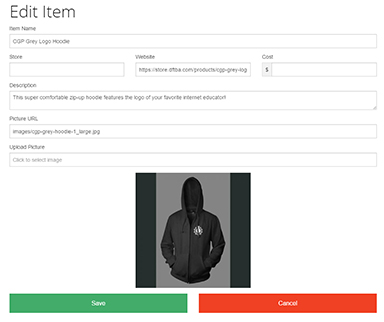 Edit Item
Item Name
CGP Grey Logo Hoodie
Store Website Cost
https://store.dftba.com/products/cgp-grey-log $
Description
This super comfortable zip-up hoodie features the logo of your favorite internet educator!!
Picture URL
images/cgp-grey-hoodie-1_large.jpg
Upload Picture
Click to select image
Save Cancel